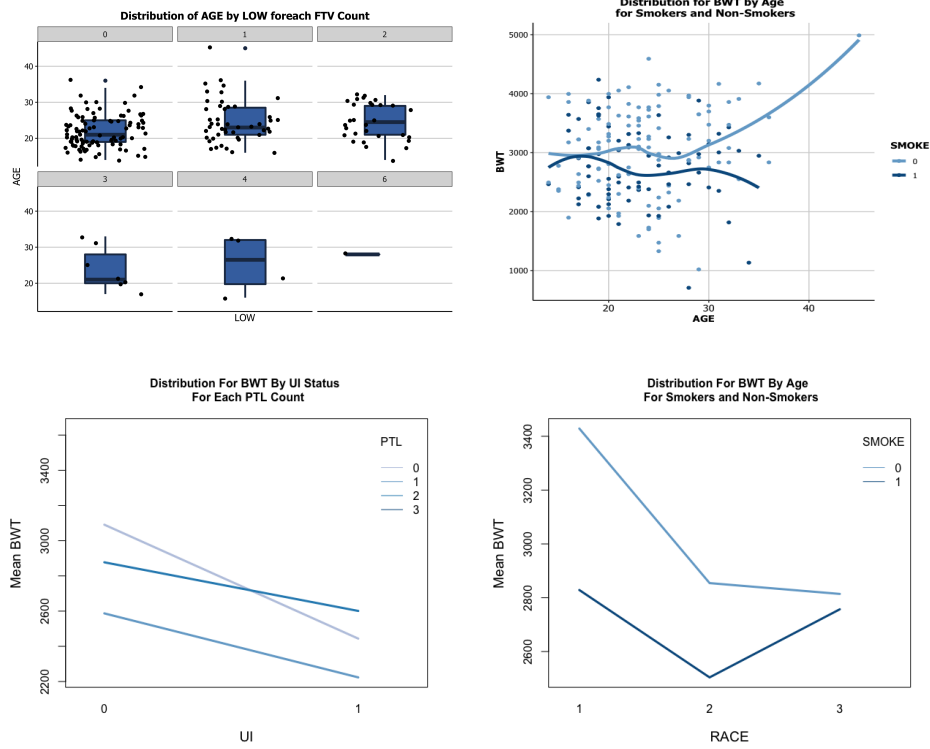 Distribution of AGE by LOW foreach FTV Count
0
1
2
40
30
20
AGE
3
4
6
40
30
20
LOW
Distribution for BWT by Age
for Smokers and Non-Smokers
5000
4000
3000
2000
1000
BWT
20
30
40
AGE
SMOKE
0
1
Distribution For BWT By UI Status
For Each PTL Count
PTL
0
1
2
3
3400
3000
2600
2200
Mean BWT
0
1
UI
Distribution For BWT By Age
For Smokers and Non-Smokers
SMOKE
0
1
3400
3200
3000
2800
2600
Mean BWT
1
2
3
RACE